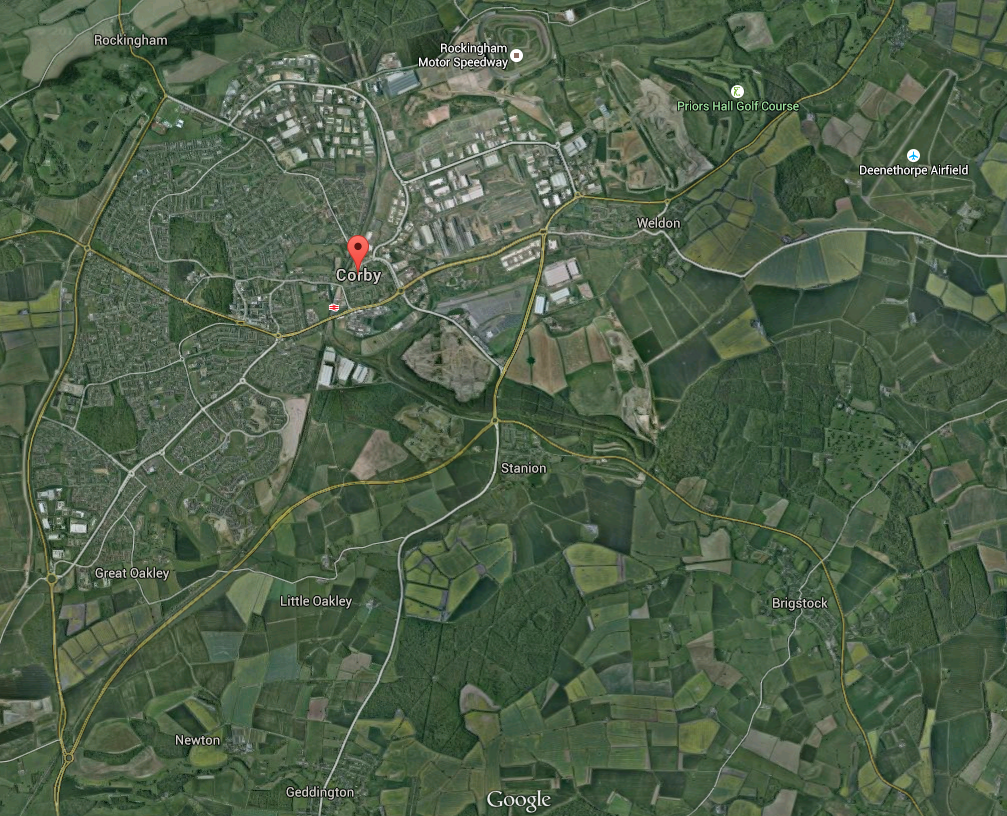 Rockingham
Rockingham
Motor Speedway
Priors Hall Golf Course
Deenethorpe Airfield
Weldon
Corby
Stanion
Great Oakley
Little Oakley
Brigstock
Newton
Geddington
Google